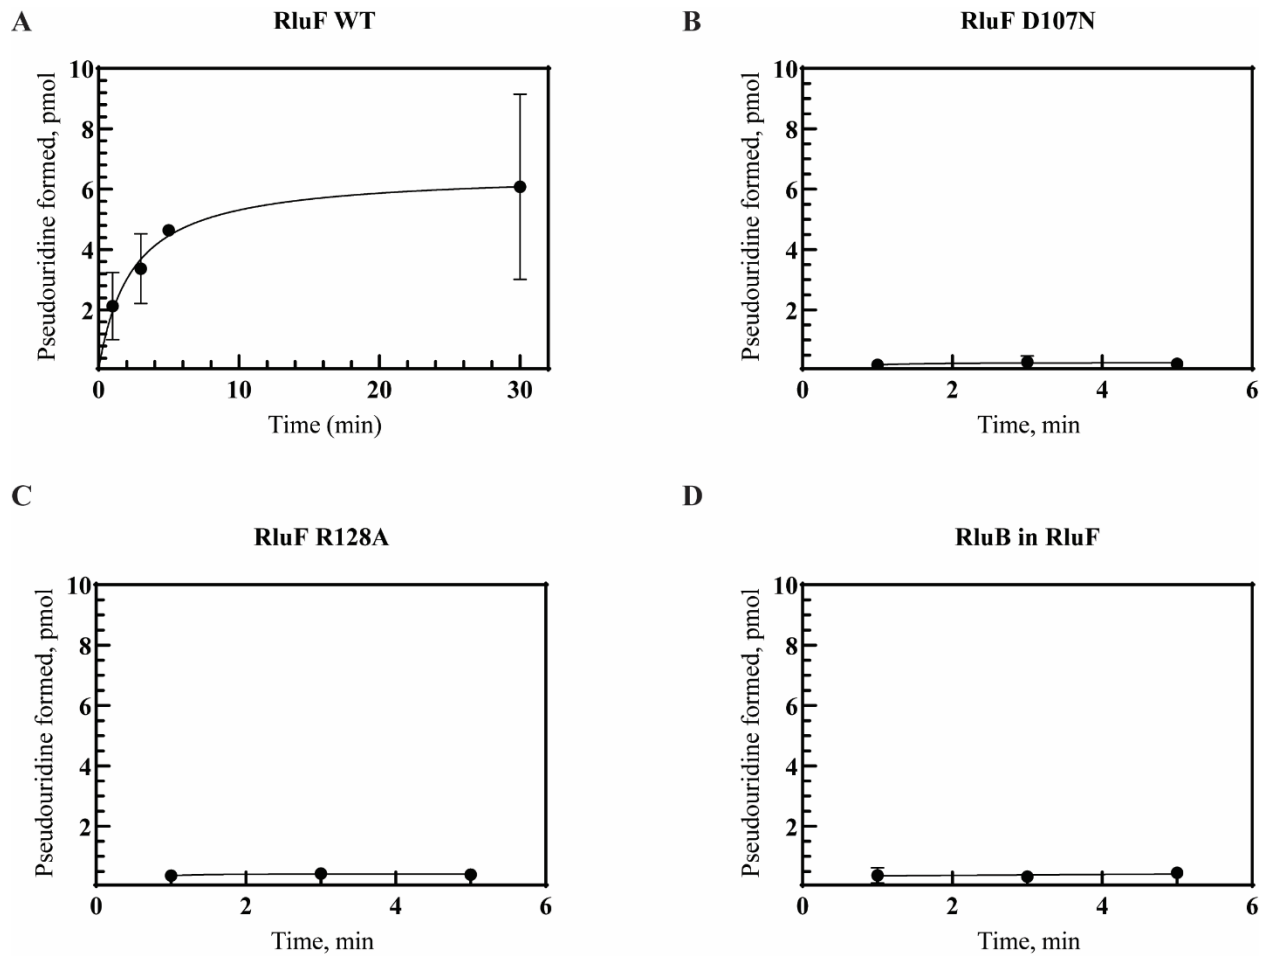 A
RluF WT
Pseudouridine formed, pmol
10
8
6
4
2
0 10 20 30
Time (min)
B
RluF D107N
Pseudouridine formed, pmol
10
8
6
4
2
0 2 4 6
Time, min
C
RluF R128A
Pseudouridine formed, pmol
10
8
6
4
2
0 2 4 6
Time, min
D
RluB in RluF
Pseudouridine formed, pmol
10
8
6
4
2
0 2 4 6
Time, min